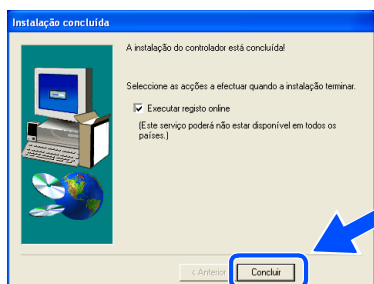 Instalação concluída
A instalação do controlador está concluída!
Seleccione as acções a efectuar quando a instalação terminar.
Executar registo online
(Este serviço poderá não estar disponível em todos os
países.)
< Anterior
Concluir